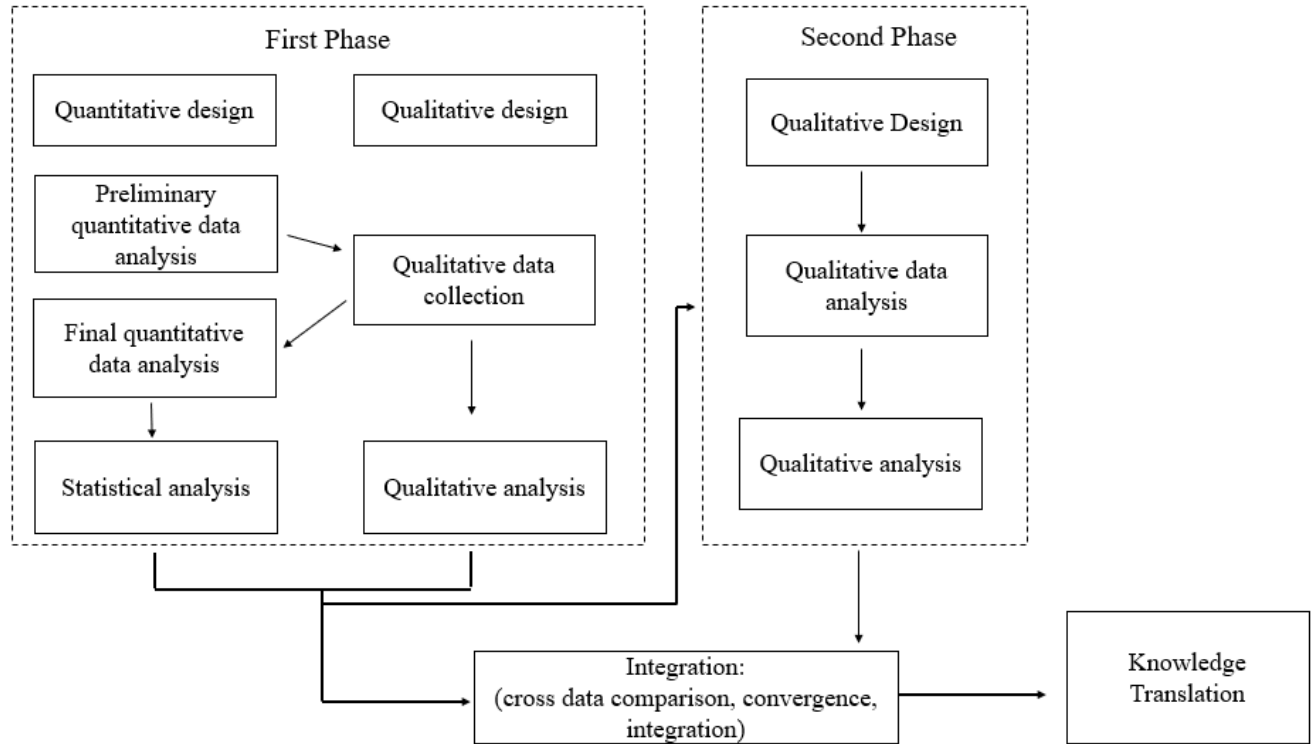 First Phase
Quantitative design
Qualitative design
Preliminary
quantitative data
analysis
Qualitative data
collection
Final quantitative
data analysis
Statistical analysis
Qualitative analysis
Second Phase
Qualitative Design
Qualitative data
analysis
Qualitative analysis
Integration:
(cross data comparison, convergence,
integration)
Knowledge
Translation